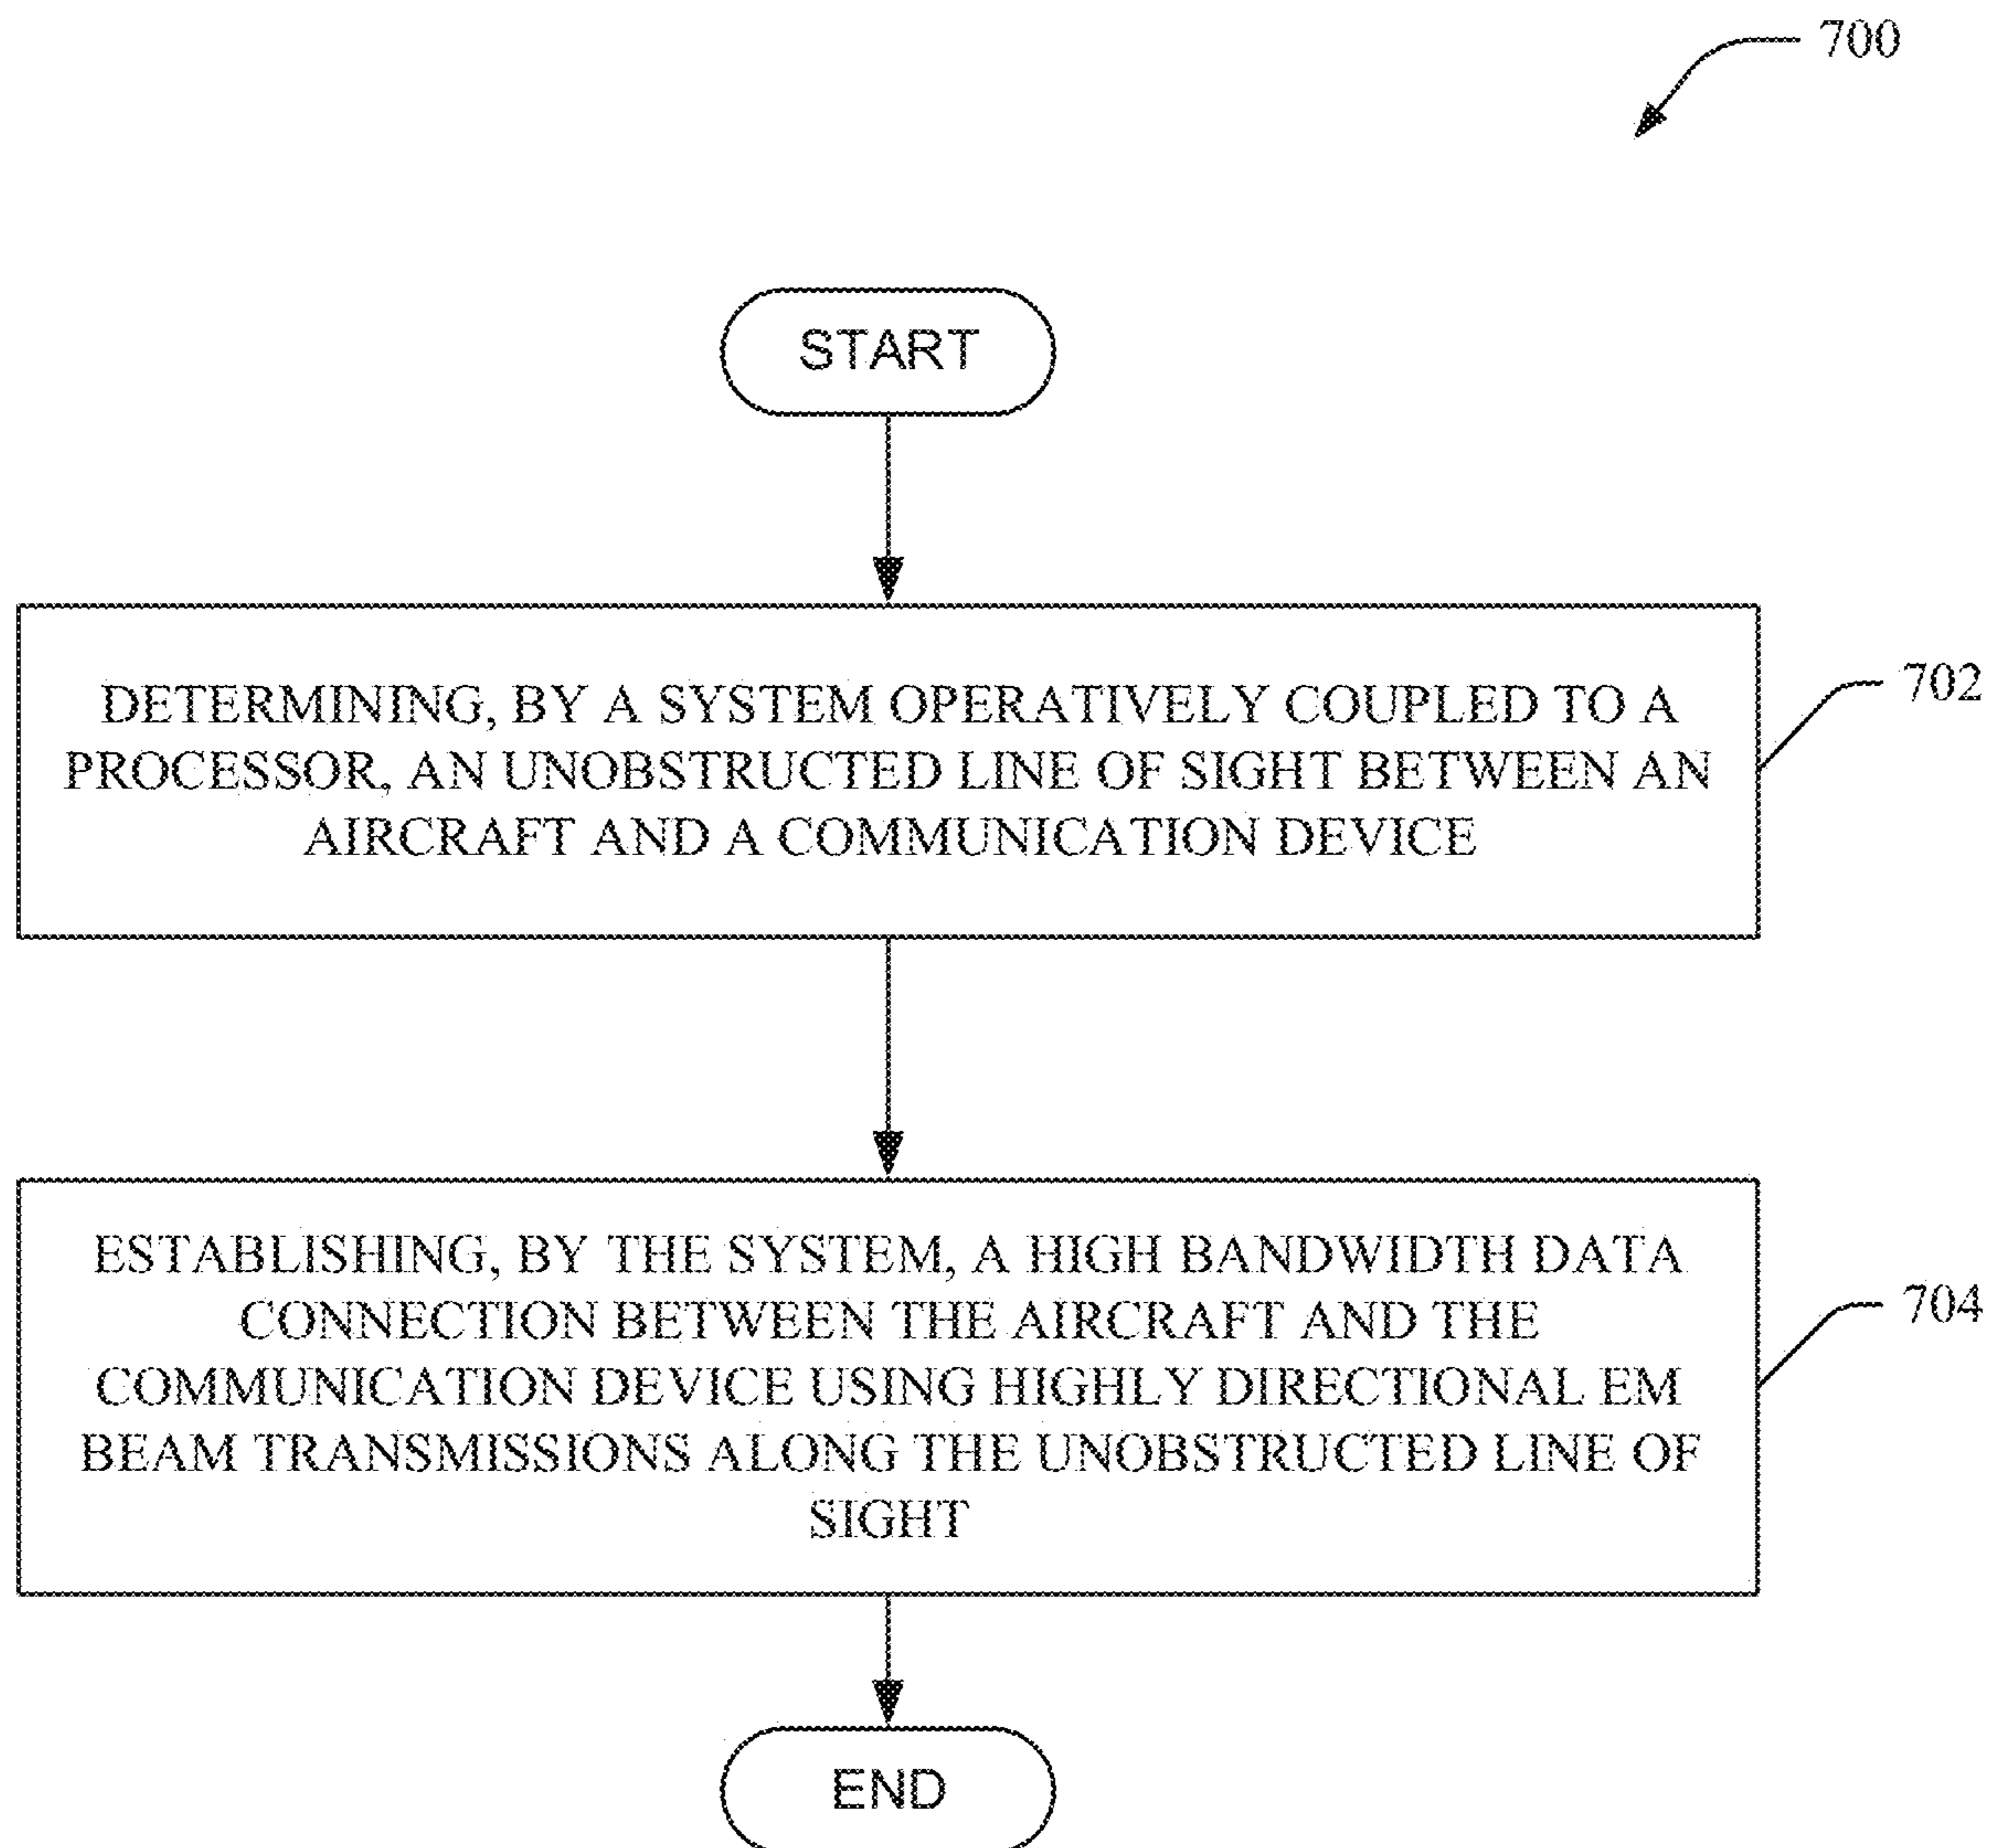 700
START
DETERMINING, BY A SYSTEM OPERATIVELY COUPLED TO A
PROCESSOR, AN UNOBSTRUCTED LINE OF SIGHT BETWEEN AN
AIRCRAFT AND A COMMUNICATION DEVICE
702
ESTABLISHING, BY THE SYSTEM, A HIGH BANDWIDTH DATA
CONNECTION BETWEEN THE AIRCRAFT AND THE
COMMUNICATION DEVICE USING HIGHLY DIRECTIONAL EM
BEAM TRANSMISSIONS ALONG THE UNOBSTRUCTED LINE OF
SIGHT
704
END